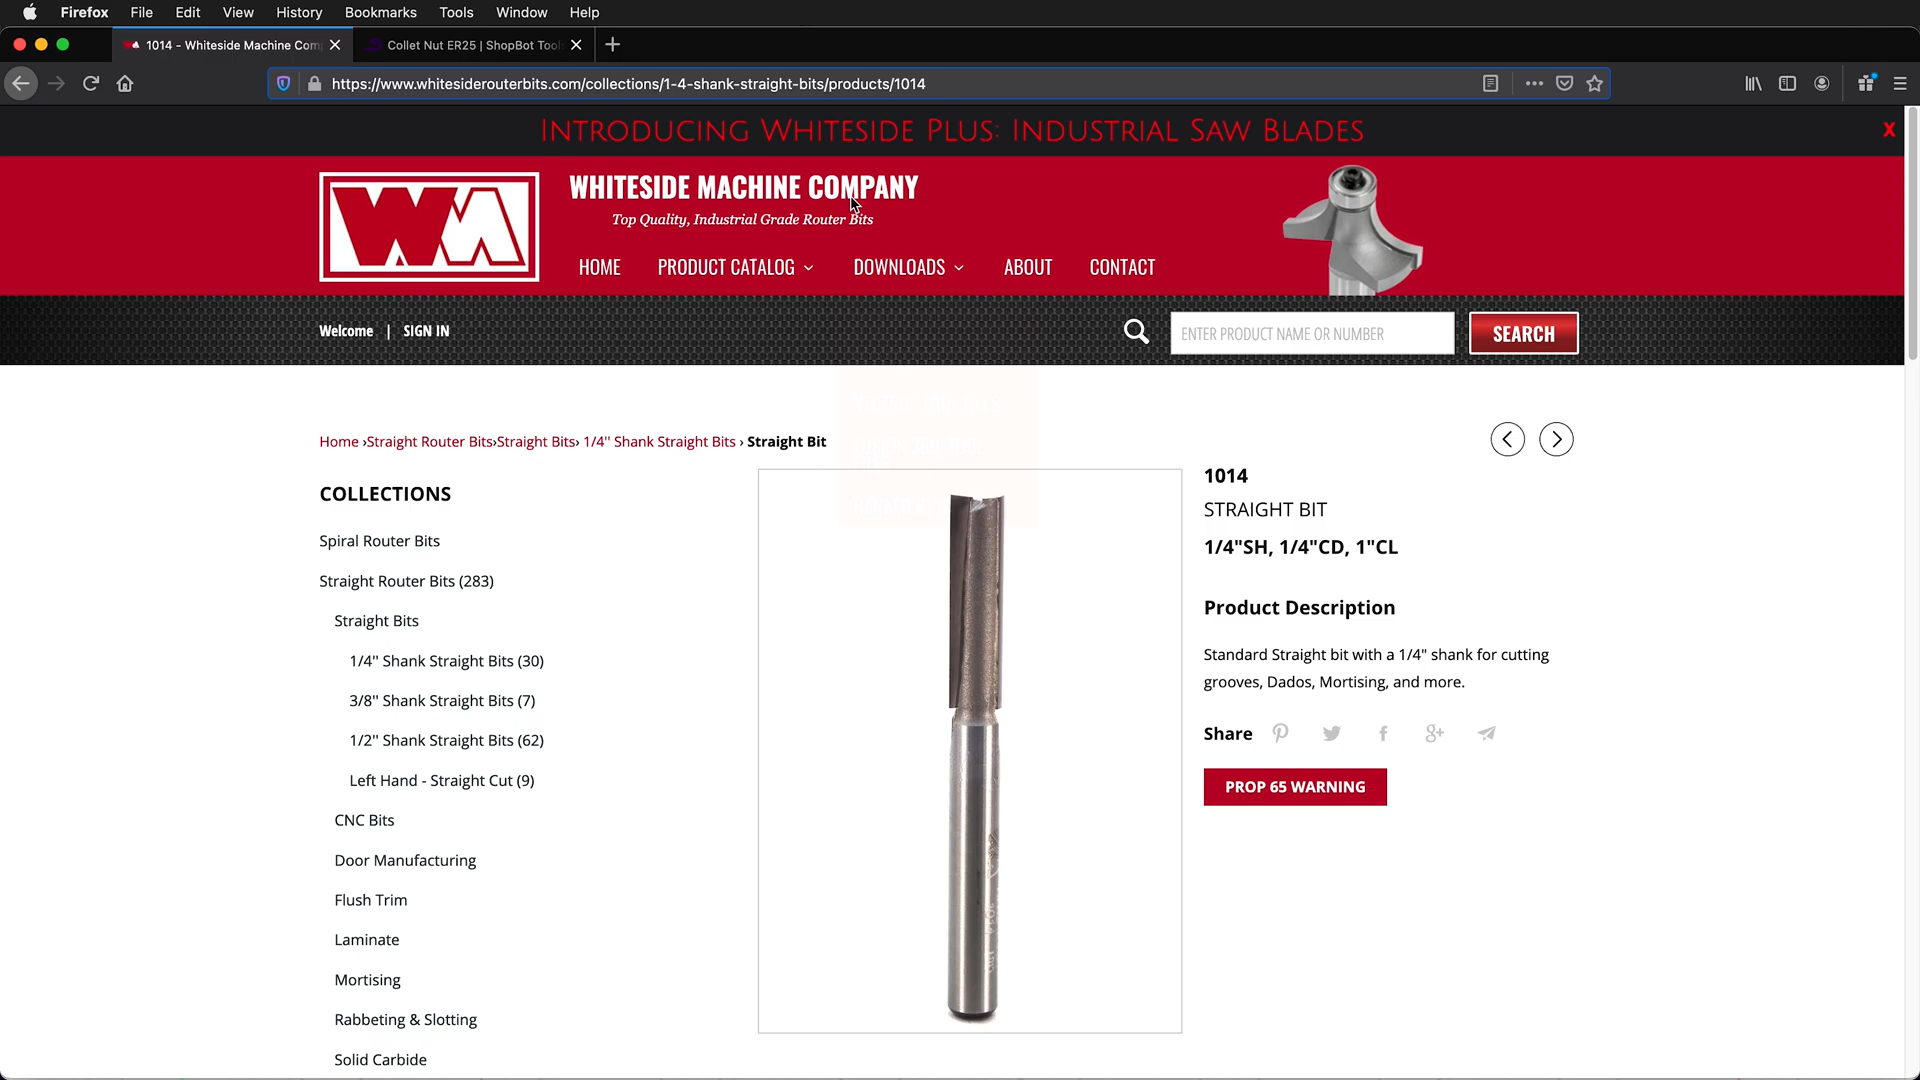 Firefox File Edit View History Bookmarks Tools Window Help
1014 - Whiteside Machine Com
Collet Nut ER25 | ShopBot Tool
https://www.whitesiderouterbits.com/collections/1-4-shank-straight-bits/products/1014
Introducing Whiteside Plus: Industrial Saw Blades
X
WM
WHITESIDE MACHINE COMPANY
Top Quality, Industrial Grade Router Bits
HOME PRODUCT CATALOG DOWNLOADS ABOUT CONTACT
Welcome | SIGN IN
ENTER PRODUCT NAME OR NUMBER
SEARCH
Home ›Straight Router Bits›Straight Bits› 1/4'' Shank Straight Bits › Straight Bit
COLLECTIONS
Spiral Router Bits
Straight Router Bits (283)
Straight Bits
1/4'' Shank Straight Bits (30)
3/8'' Shank Straight Bits (7)
1/2'' Shank Straight Bits (62)
Left Hand - Straight Cut (9)
CNC Bits
Door Manufacturing
Flush Trim
Laminate
Mortising
Rabbeting & Slotting
Solid Carbide
1014
STRAIGHT BIT
1/4"SH, 1/4"CD, 1"CL
Product Description
Standard Straight bit with a 1/4" shank for cutting
grooves, Dados, Mortising, and more.
Share
PROP 65 WARNING